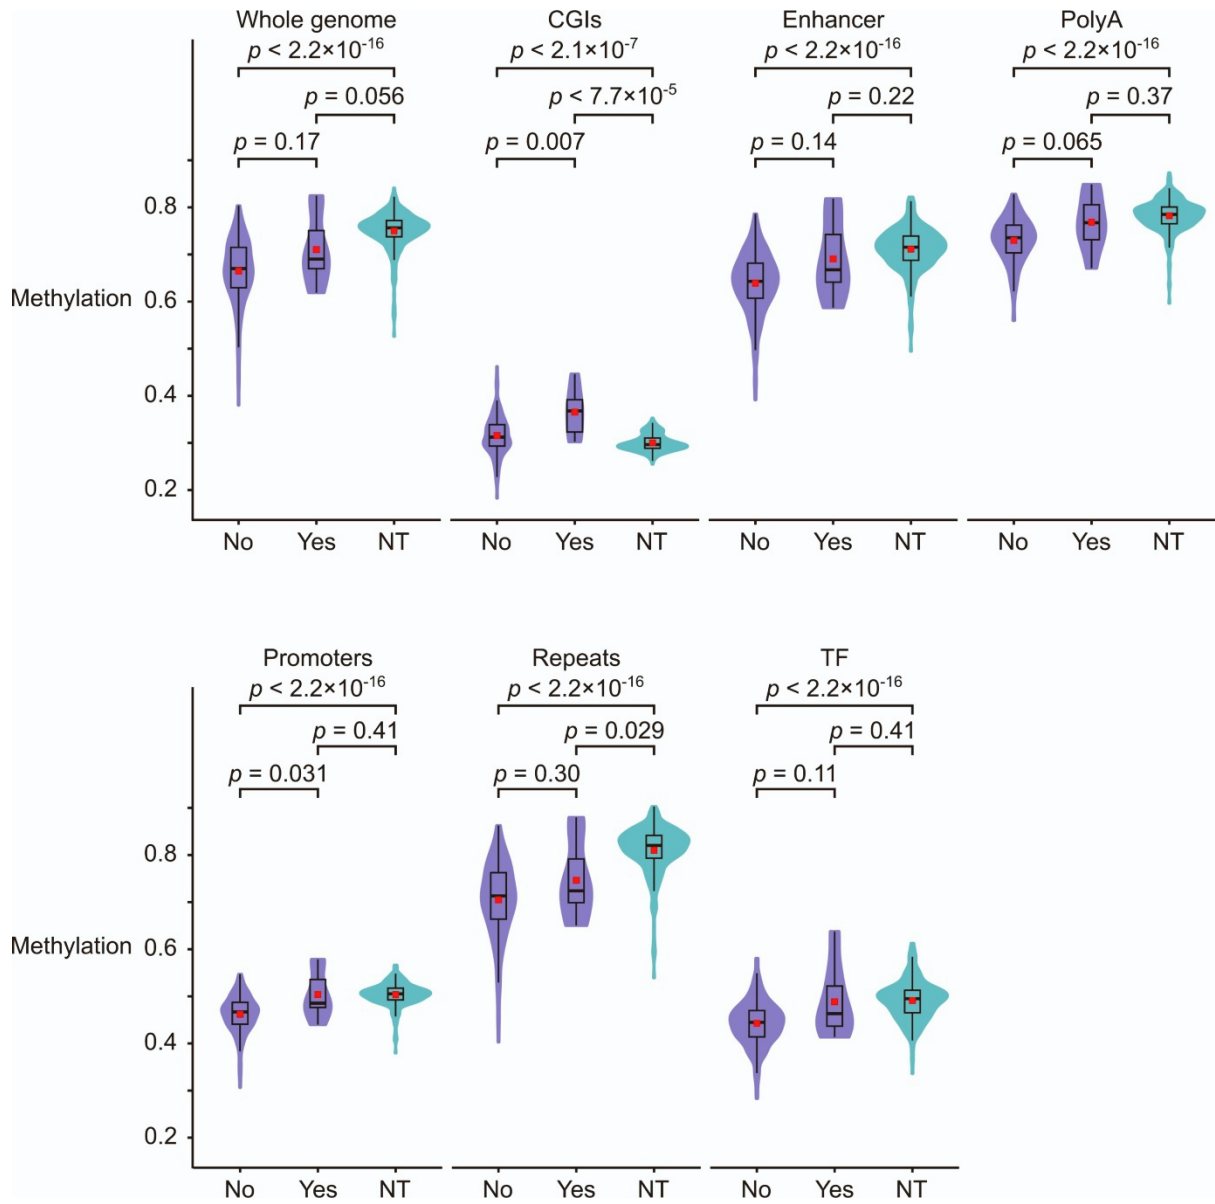 Whole genome CGIs Enhancer PolyA
p < 2.2×10⁻¹⁶ p < 2.1×10⁻⁷ p < 2.2×10⁻¹⁶ p < 2.2×10⁻¹⁶
p = 0.056 p < 7.7×10⁻⁵ p = 0.22 p = 0.37
p = 0.17 p = 0.007 p = 0.14 p = 0.065
0.8
Methylation 0.6
0.4
0.2
No Yes NT No Yes NT No Yes NT No Yes NT
Promoters Repeats TF
p < 2.2×10⁻¹⁶ p < 2.2×10⁻¹⁶ p < 2.2×10⁻¹⁶
p = 0.41 p = 0.029 p = 0.41
p = 0.031 p = 0.30 p = 0.11
0.8
Methylation 0.6
0.4
0.2
No Yes NT No Yes NT No Yes NT